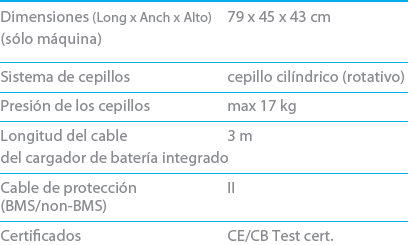 Dimensiones (Long x Anch x Alto) 79 x 45 x 43 cm
(sólo máquina)
Sistema de cepillos cepillo cilíndrico (rotativo)
Presión de los cepillos max 17 kg
Longitud del cable 3 m
del cargador de batería integrado
Cable de protección II
(BMS/non-BMS)
Certificados CE/CB Test cert.